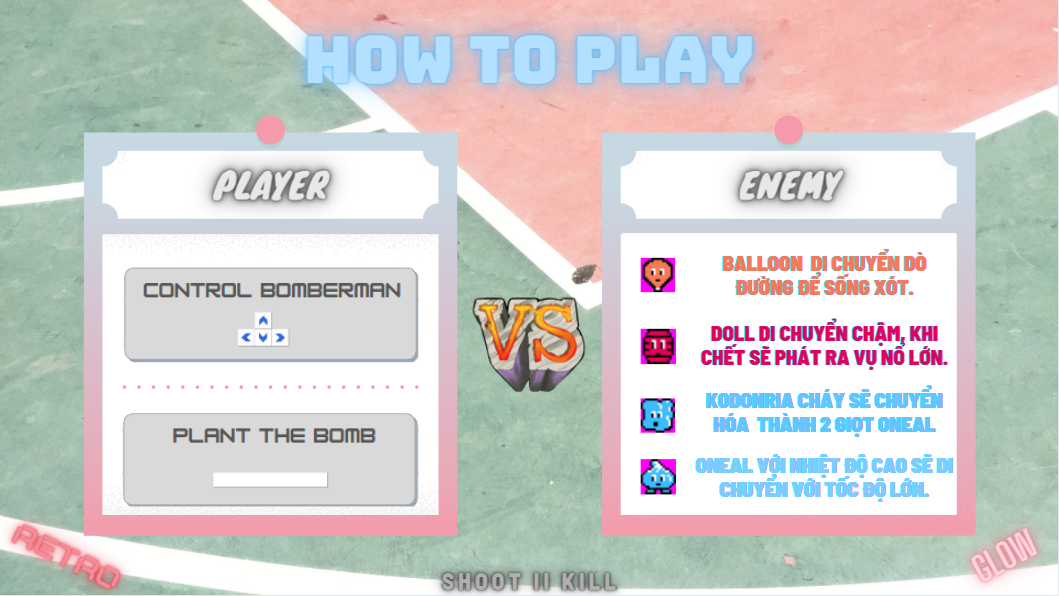 HOW TO PLAY
PLAYER
CONTROL BOMBERMAN
PLANT THE BOMB
VS
ENEMY
BALLOON DI CHUYỂN DÒ
ĐƯỜNG ĐỂ SỐNG XÓT.
DOLL DI CHUYỂN CHẬM, KHI
CHẾT SẼ PHÁT RA VỤ NỔ LỚN.
KODONRIA CHÁY SẼ CHUYỂN
HÓA THÀNH 2 GIỌT ONEAL
ONEAL VỚI NHIỆT ĐỘ CAO SẼ DI
CHUYỂN VỚI TỐC ĐỘ LỚN.
RETRO
SHOOT II KILL
GLOW